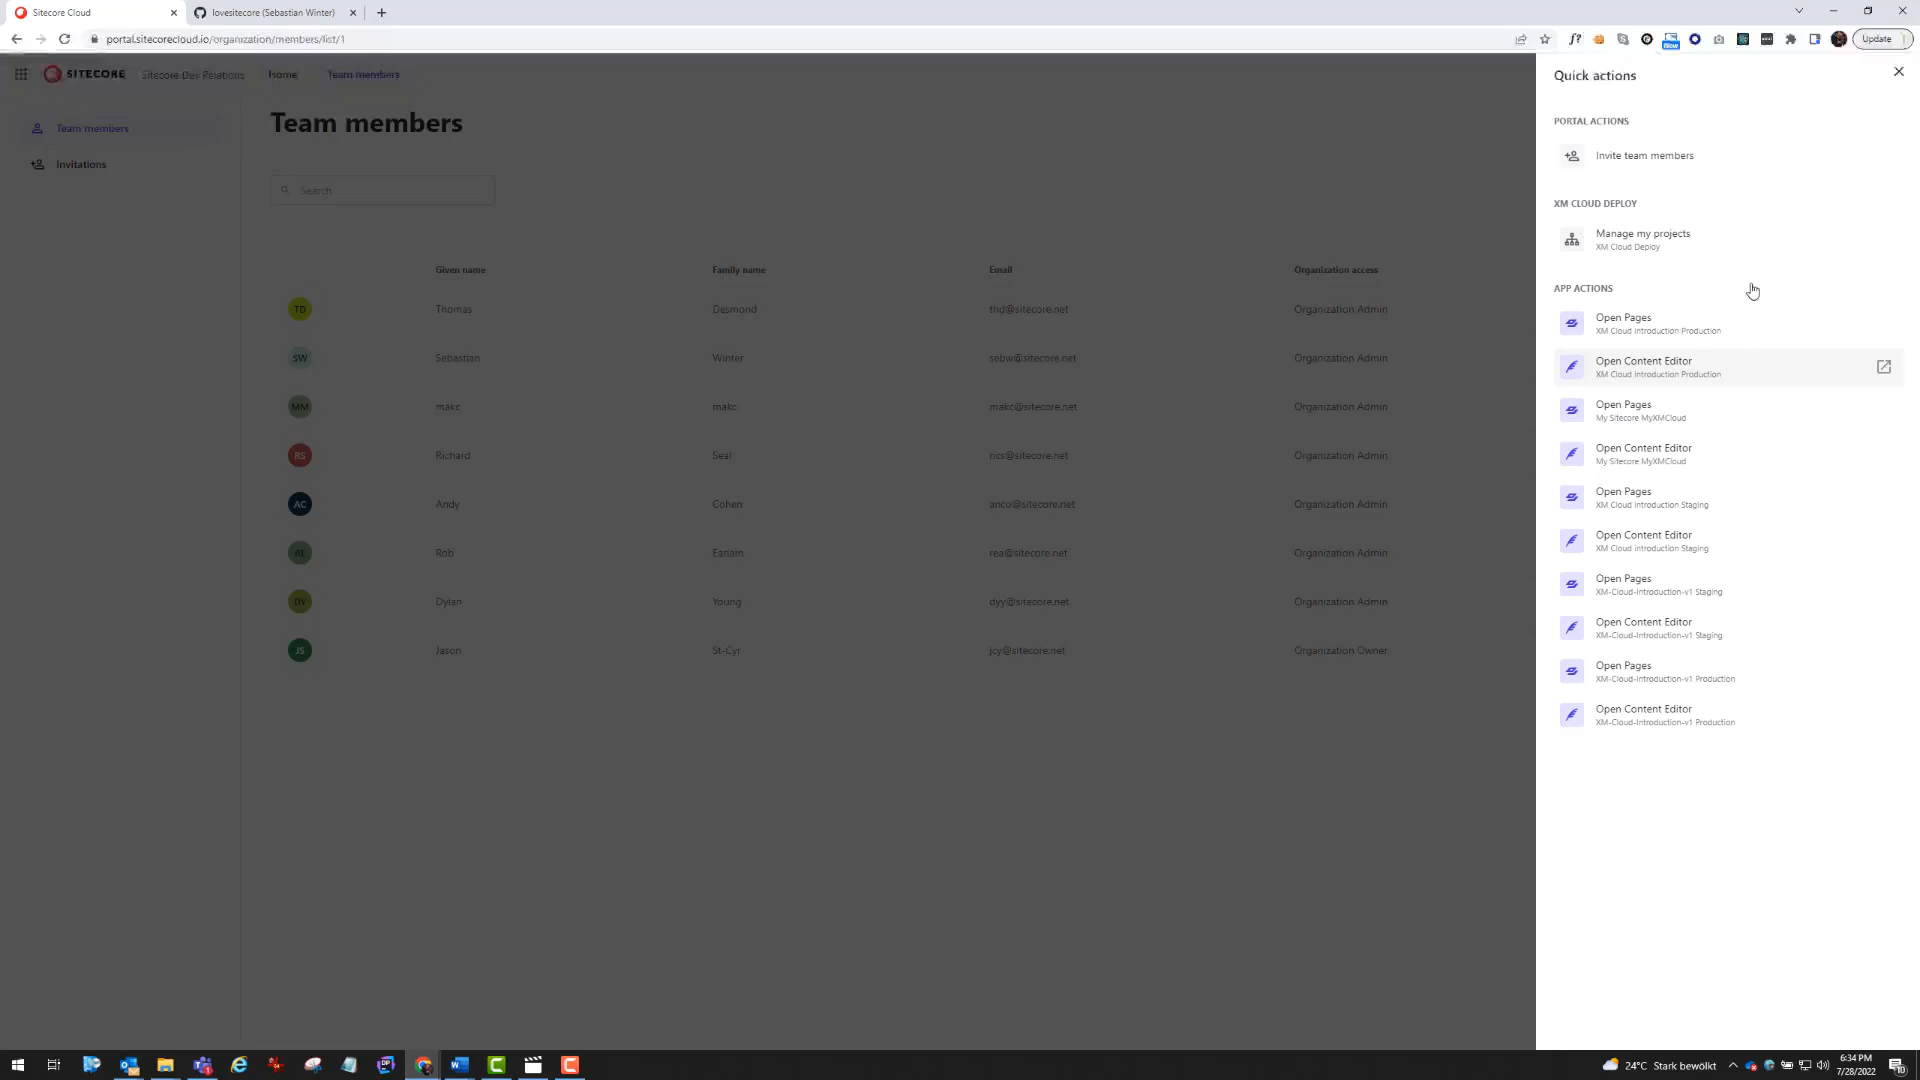 Sitecore Cloud
lovesitecore (Sebastian Winter)
portal.sitecorecloud.io/organization/members/list/1
Update
SITECORE
Sitecore Dev Relations
Home
Team members
Team members
Invitations
Team members
Search
Given name Family name Email Organization access
TD Thomas Desmond thd@sitecore.net Organization Admin
SW Sebastian Winter sebw@sitecore.net Organization Admin
MM makc makc makc@sitecore.net Organization Admin
RS Richard Seal rics@sitecore.net Organization Admin
AC Andy Cohen anco@sitecore.net Organization Admin
RE Rob Earlam rea@sitecore.net Organization Admin
DY Dylan Young dyy@sitecore.net Organization Admin
JS Jason St-Cyr jcy@sitecore.net Organization Owner
Quick actions
PORTAL ACTIONS
Invite team members
XM CLOUD DEPLOY
Manage my projects
XM Cloud Deploy
APP ACTIONS
Open Pages
XM Cloud Introduction Production
Open Content Editor
XM Cloud Introduction Production
Open Pages
My Sitecore MyXMCloud
Open Content Editor
My Sitecore MyXMCloud
Open Pages
XM Cloud Introduction Staging
Open Content Editor
XM Cloud Introduction Staging
Open Pages
XM-Cloud-Introduction-v1 Staging
Open Content Editor
XM-Cloud-Introduction-v1 Staging
Open Pages
XM-Cloud-Introduction-v1 Production
Open Content Editor
XM-Cloud-Introduction-v1 Production
24°C Stark bewölkt
6:34 PM
7/28/2022